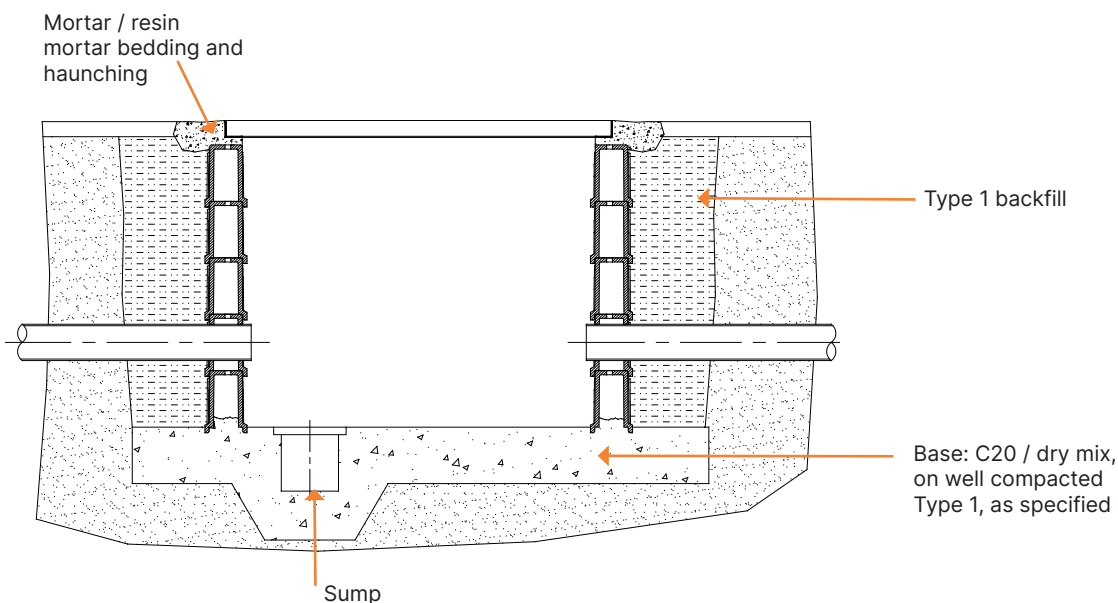 Mortar / resin
mortar bedding and
haunching
Type 1 backfill
Base: C20 / dry mix,
on well compacted
Type 1, as specified
Sump